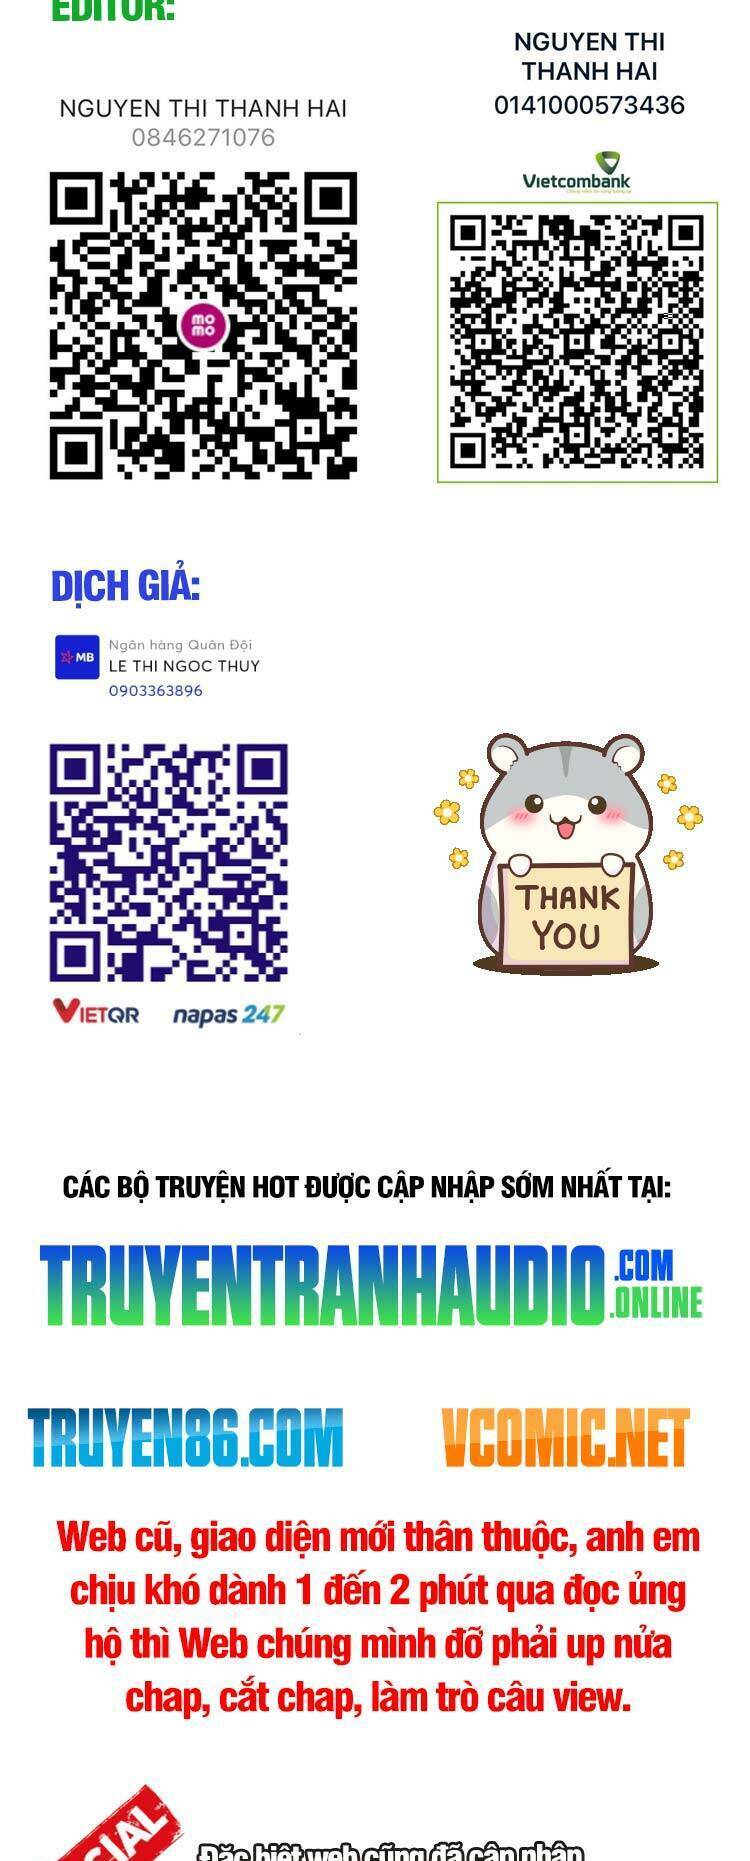 EDITOR:
NGUYEN THI THANH HAI
0846271076
mo
mo
NGUYEN THI
THANH HAI
0141000573436
Vietcombank
DỊCH GIẢ:
MB
Ngân hàng Quân Đội
LE THI NGOC THUY
0903363896
VIETQR
napas 247
THANK
YOU
CÁC BỘ TRUYỆN HOT ĐƯỢC CẬP NHẬP SỚM NHẤT TẠI:
TRUYENTRANHAUDIO.COM
.ONLINE
TRUYEN86.COM
VCOMIC.NET
Web cũ, giao diện mới thân thuộc, anh em
chịu khó dành 1 đến 2 phút qua đọc ủng
hộ thì Web chúng mình đỡ phải up nửa
chap, cắt chap, làm trò câu view.
Đặc biệt web cũng đã cập nhập